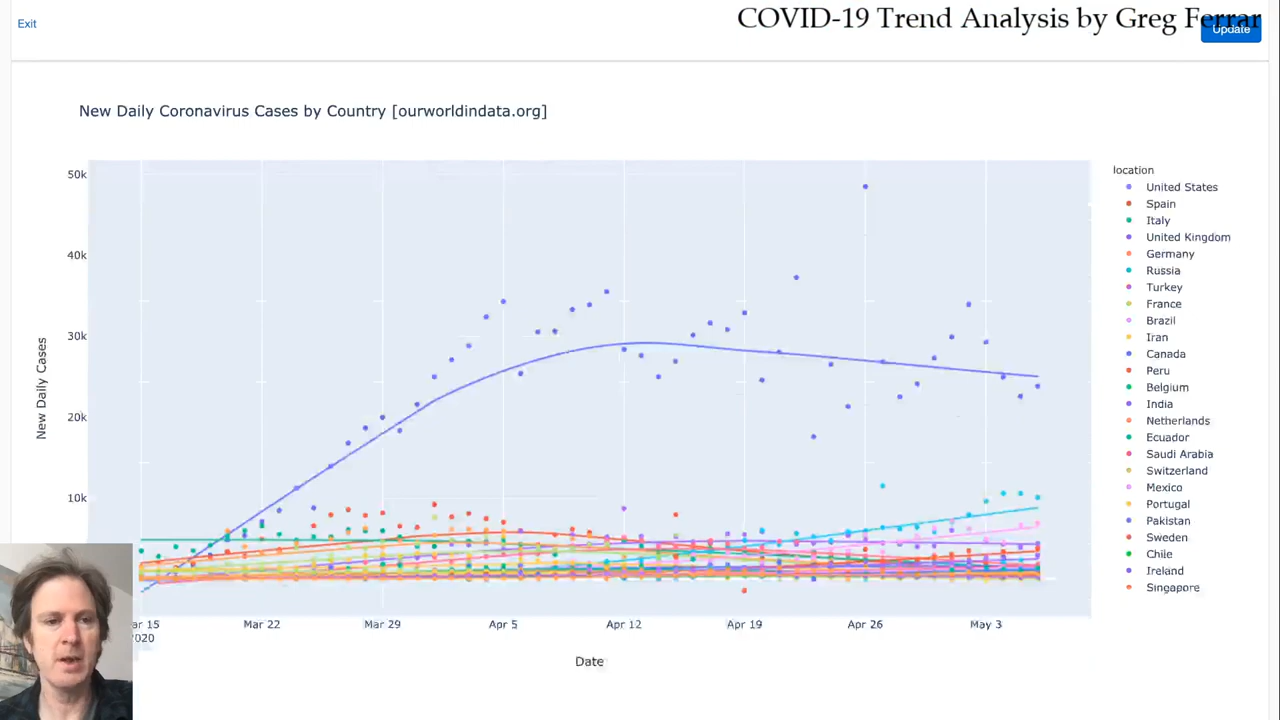 COVID-19 Trend Analysis by Greg Ferrar
Exit
Update
New Daily Coronavirus Cases by Country [ourworldindata.org]
New Daily Cases
50k
40k
30k
20k
10k
ar 15
2020
Mar 22
Mar 29
Apr 5
Apr 12
Apr 19
Apr 26
May 3
Date
location
United States
Spain
Italy
United Kingdom
Germany
Russia
Turkey
France
Brazil
Iran
Canada
Peru
Belgium
India
Netherlands
Ecuador
Saudi Arabia
Switzerland
Mexico
Portugal
Pakistan
Sweden
Chile
Ireland
Singapore